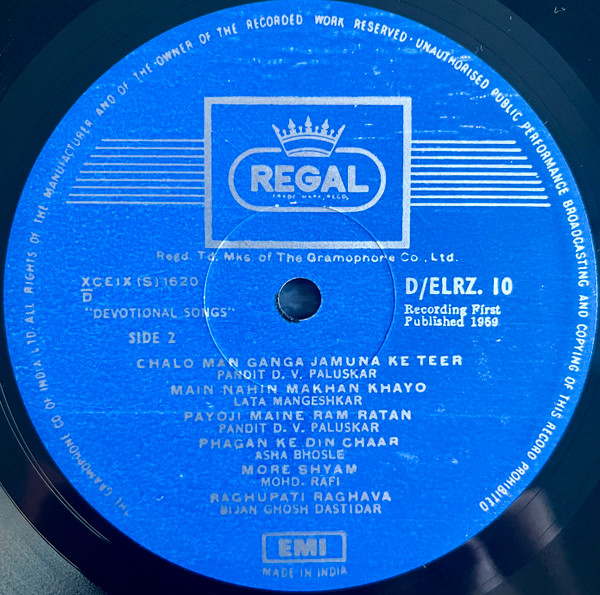 THE GRAMOPHONE CO. OF INDIA LTD. ALL RIGHTS OF THE MANUFACTURER AND OF THE OWNER OF THE RECORDED WORK RESERVED · UNAUTHORISED PUBLIC PERFORMANCE BROADCASTING AND COPYING OF THIS RECORD PROHIBITED
REGAL
TRADE MARK, REGD.
Regd. Td. Mks. of The Gramophone Co., Ltd.
XCEIX (S) 1620
D
D/ELRZ. 10
"DEVOTIONAL SONGS"
Recording First
Published 1969
SIDE 2
CHALO MAN GANGA JAMUNA KE TEER
PANDIT D. V. PALUSKAR
MAIN NAHIN MAKHAN KHAYO
LATA MANGESHKAR
PAYOJI MAINE RAM RATAN
PANDIT D. V. PALUSKAR
PHAGAN KE DIN CHAAR
ASHA BHOSLE
MORE SHYAM
MOHD. RAFI
RAGHUPATI RAGHAVA
BIJAN GHOSH DASTIDAR
EMI
MADE IN INDIA